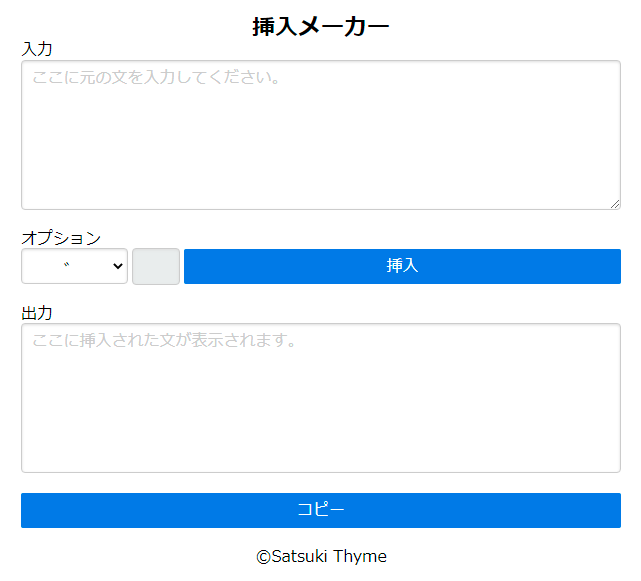 挿入メーカー
入力
ここに元の文を入力してください。
オプション
゛ 挿入
出力
ここに挿入された文が表示されます。
コピー
©Satsuki Thyme